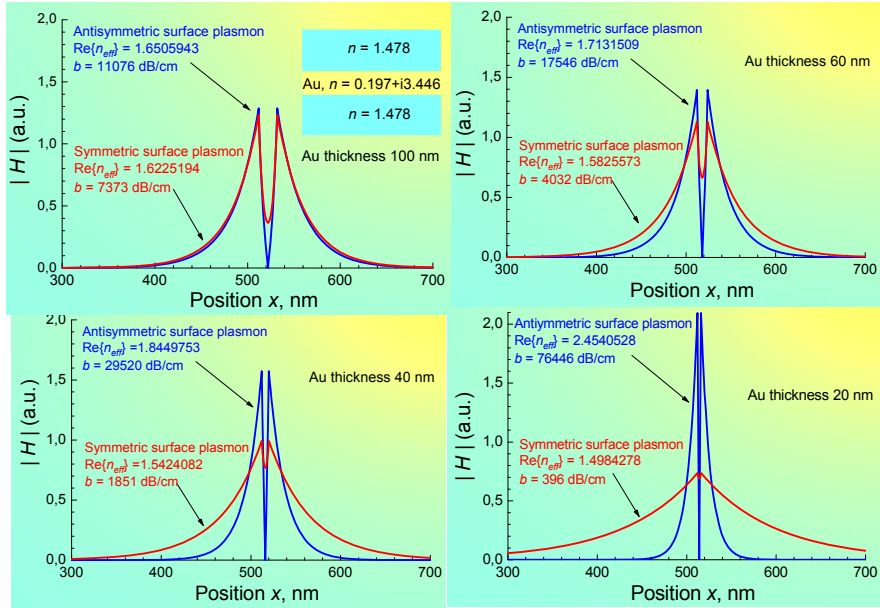 Antisymmetric surface plasmon
Re{n_eff} = 1.6505943
b = 11076 dB/cm
n = 1.478
Au, n = 0.197+i3.446
n = 1.478
Au thickness 100 nm
Symmetric surface plasmon
Re{n_eff} = 1.6225194
b = 7373 dB/cm
| H | (a.u.)
2,0
1,5
1,0
0,5
0,0
300 400 500 600 700
Position x, nm
Antisymmetric surface plasmon
Re{n_eff} = 1.7131509
b = 17546 dB/cm
Au thickness 60 nm
Symmetric surface plasmon
Re{n_eff} = 1.5825573
b = 4032 dB/cm
| H | (a.u.)
2,0
1,5
1,0
0,5
0,0
300 400 500 600 700
Position x, nm
Antisymmetric surface plasmon
Re{n_eff} =1.8449753
b = 29520 dB/cm
Au thickness 40 nm
Symmetric surface plasmon
Re{n_eff} =1.5424082
b = 1851 dB/cm
| H | (a.u.)
2,0
1,5
1,0
0,5
0,0
300 400 500 600 700
Position x, nm
Antiymmetric surface plasmon
Re{n_eff} = 2.4540528
b = 76446 dB/cm
Au thickness 20 nm
Symmetric surface plasmon
Re{n_eff} = 1.4984278
b = 396 dB/cm
| H | (a.u.)
2,0
1,5
1,0
0,5
0,0
300 400 500 600 700
Position x, nm